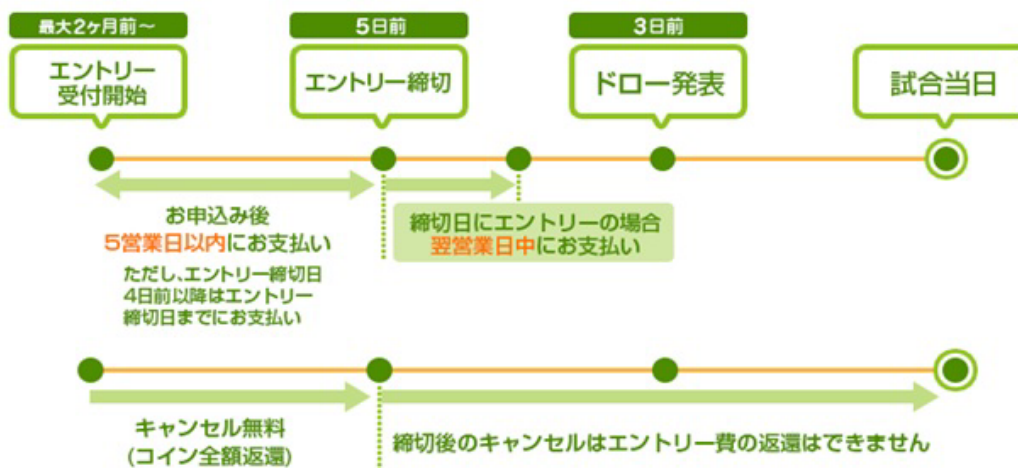 最大2ヶ月前～
エントリー
受付開始
5日前
エントリー締切
3日前
ドロー発表
試合当日
お申込み後
5営業日以内にお支払い
ただし、エントリー締切日
4日前以降はエントリー
締切日までにお支払い
締切日にエントリーの場合
翌営業日中にお支払い
キャンセル無料
(コイン全額返還)
締切後のキャンセルはエントリー費の返還はできません